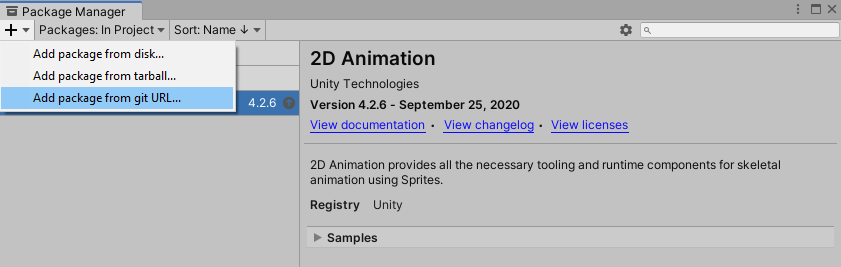 Package Manager
+ Packages: In Project Sort: Name ↓
Add package from disk...
Add package from tarball...
Add package from git URL...
4.2.6
2D Animation
Unity Technologies
Version 4.2.6 - September 25, 2020
View documentation • View changelog • View licenses
2D Animation provides all the necessary tooling and runtime components for skeletal
animation using Sprites.
Registry Unity
Samples